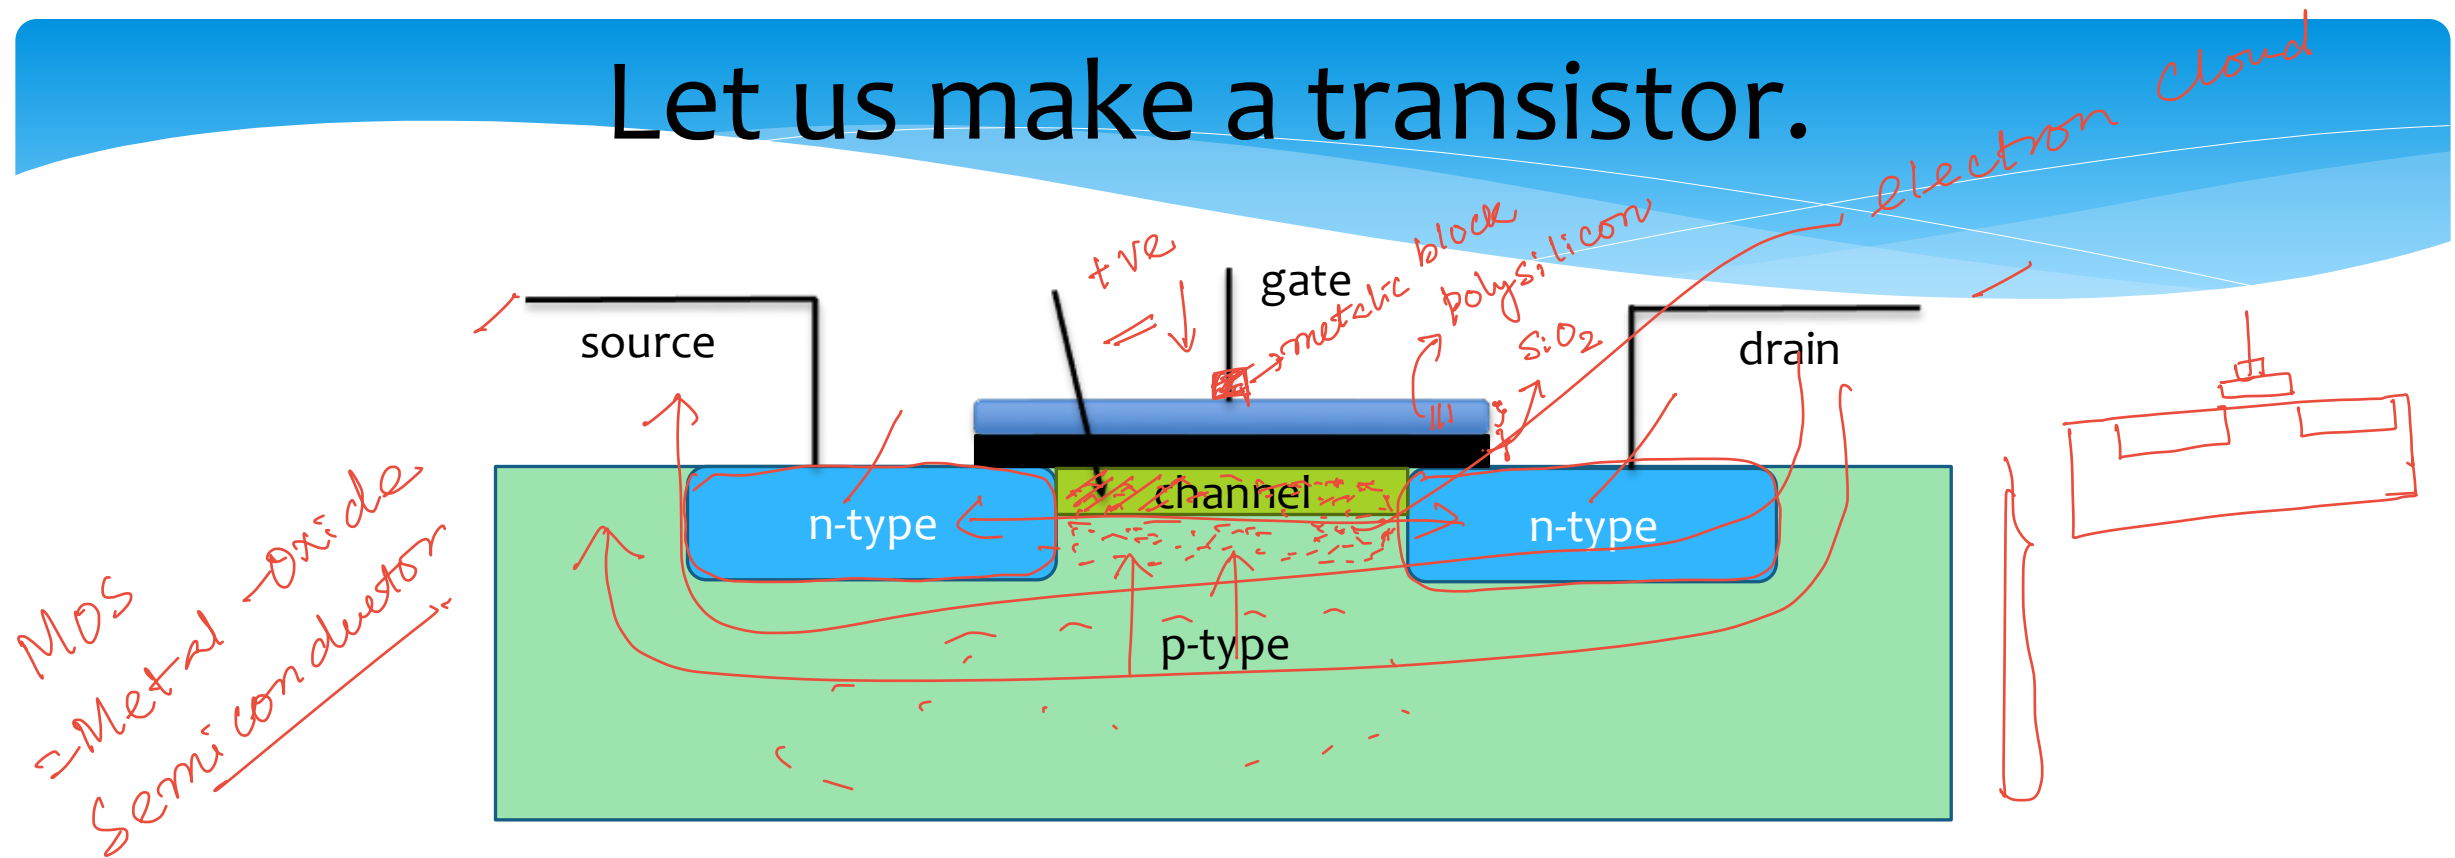 Let us make a transistor.
electron cloud
+ve
gate
metalic block
polysilicon
SiO2
source
drain
channel
n-type
n-type
p-type
MOS
=Metal-Oxide
Semiconductor